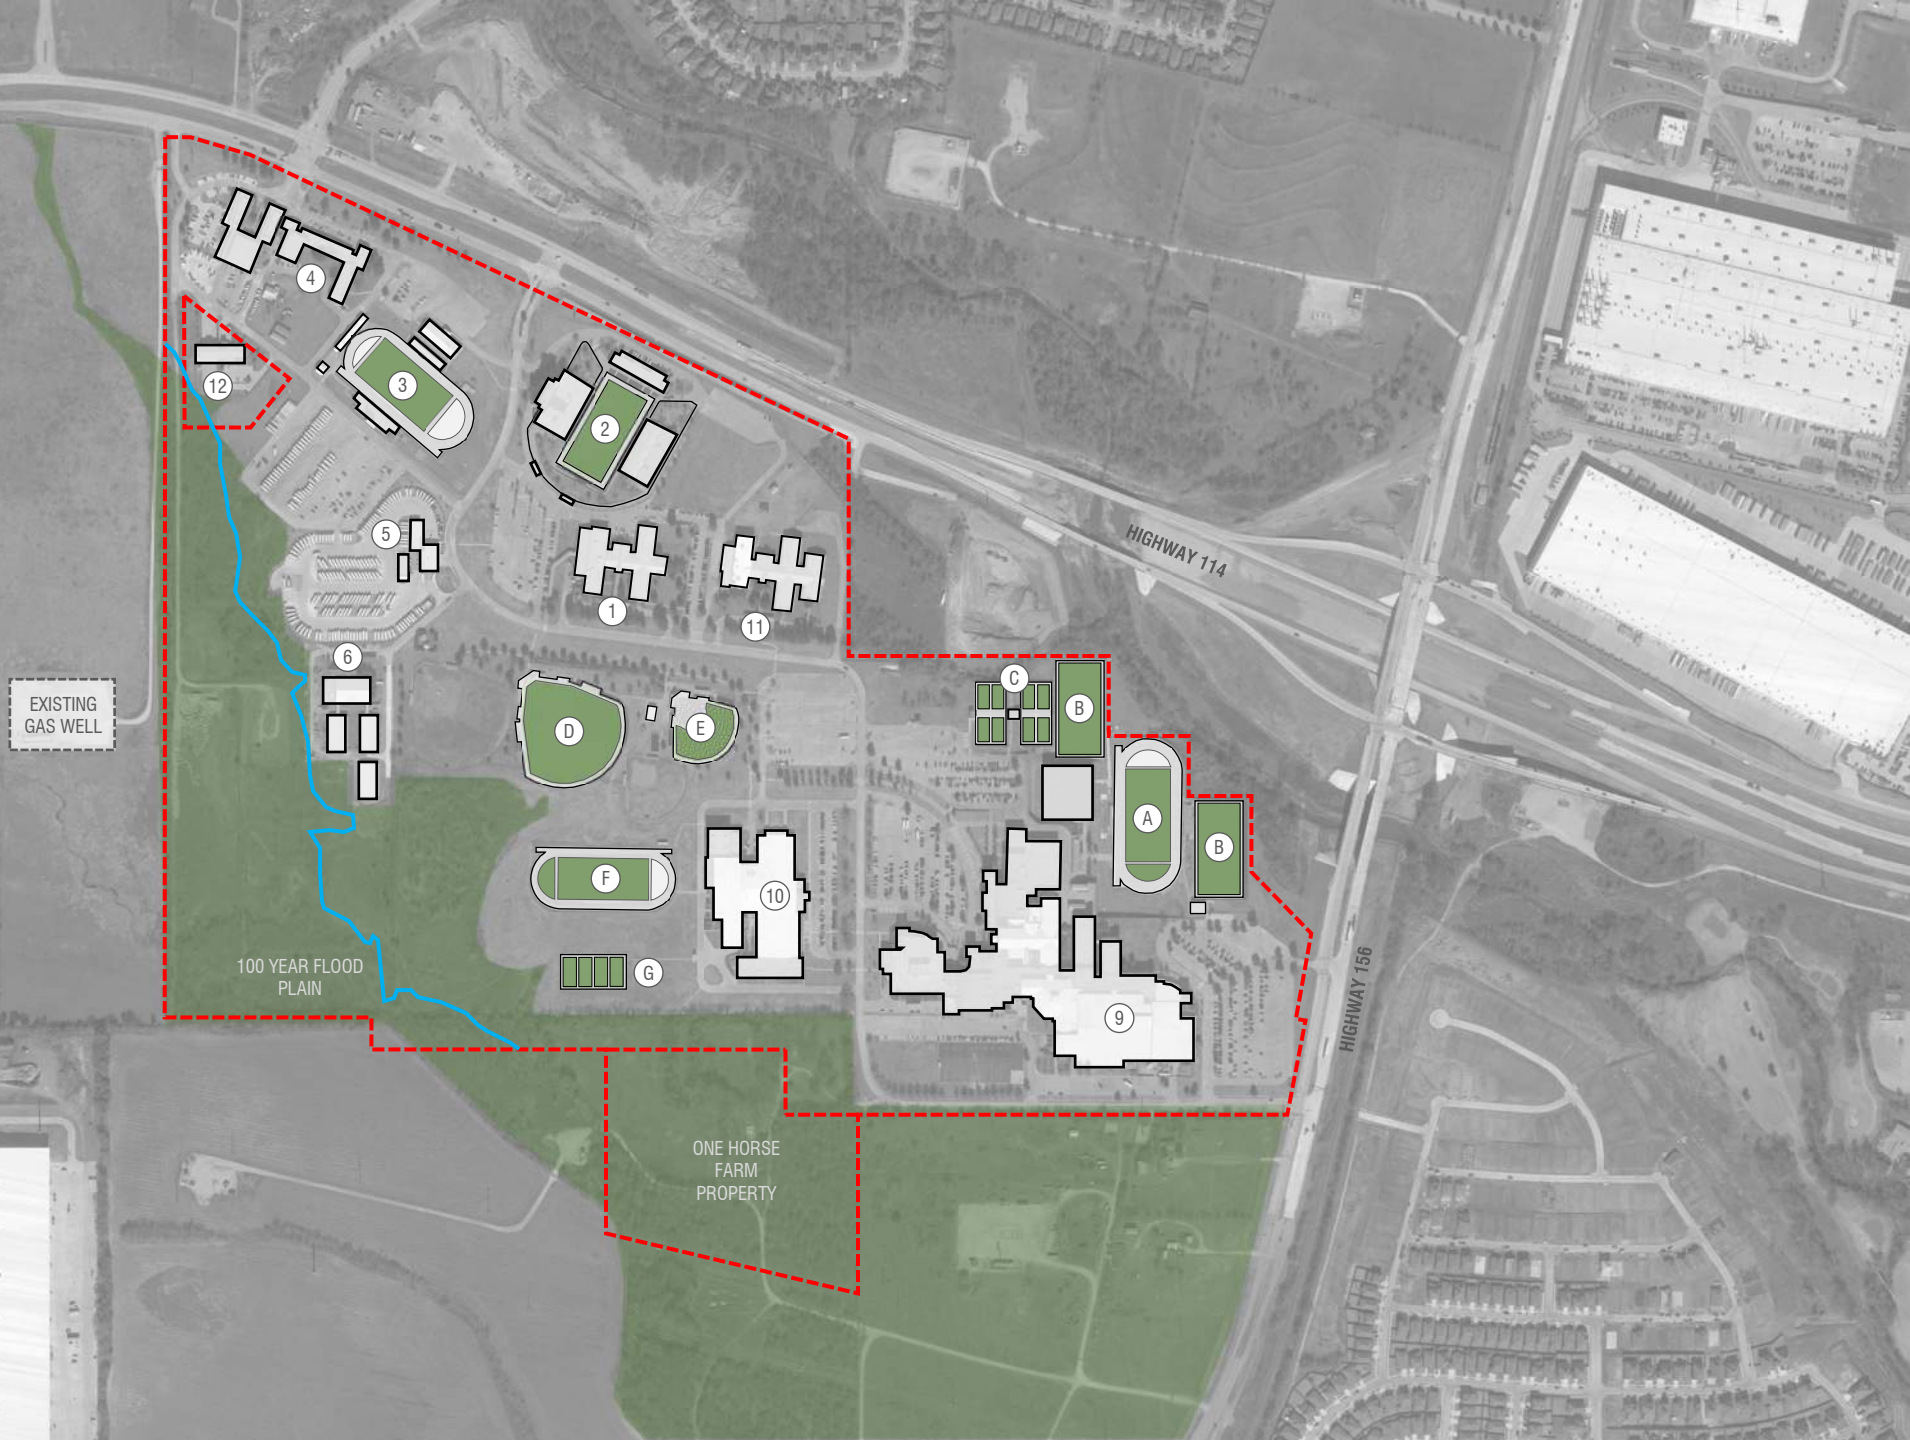 4
12
3
2
5
1
11
6
EXISTING
GAS WELL
C
B
D
E
A
B
F
10
G
9
100 YEAR FLOOD
PLAIN
ONE HORSE
FARM
PROPERTY
HIGHWAY 114
HIGHWAY 156